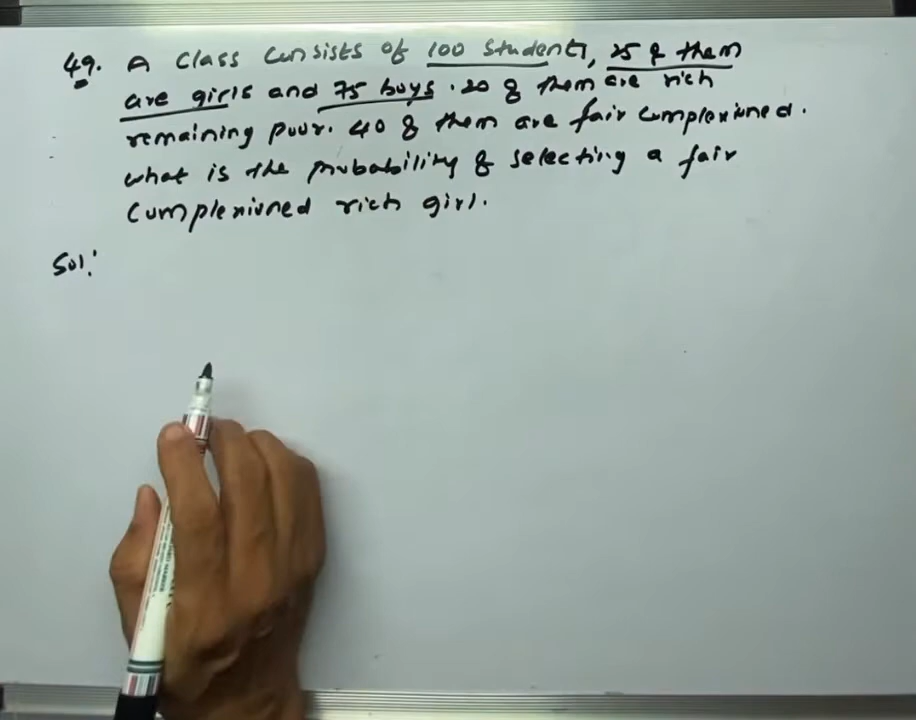 49. A Class Consists of 100 Students, 25 of them
are girls and 75 boys. 20 of them are rich
remaining poor. 40 of them are fair complexioned.
what is the probability of selecting a fair
complexioned rich girl.
Sol: